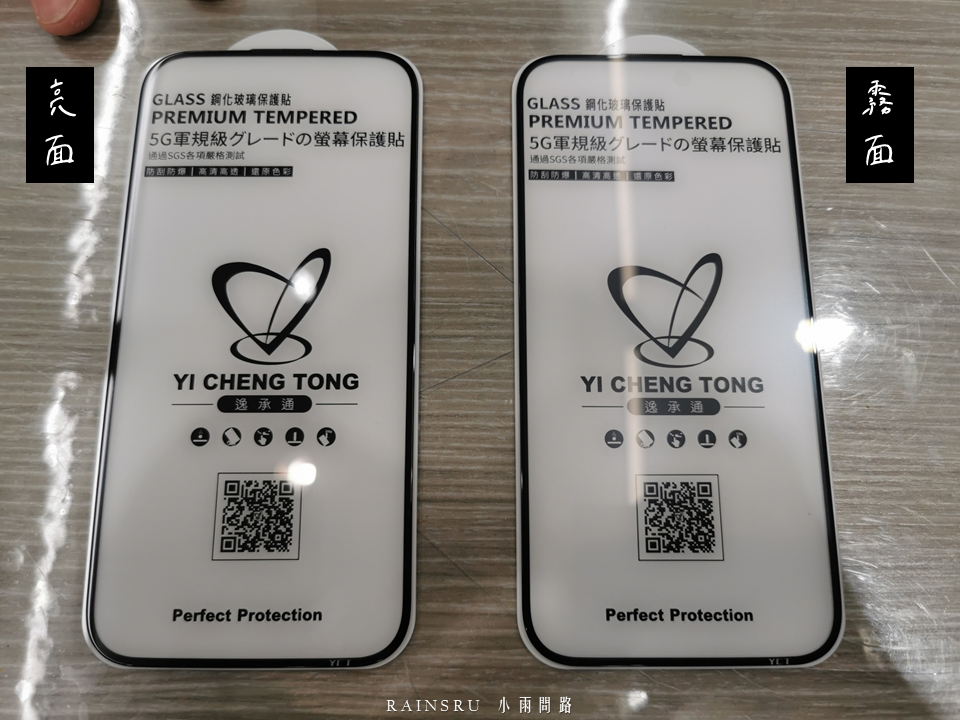 亮面
GLASS 鋼化玻璃保護貼
PREMIUM TEMPERED
5G軍規級グレードの螢幕保護貼
通過SGS各項嚴格測試
防刮防爆 | 高清高透 | 還原色彩
YI CHENG TONG
逸承通
Perfect Protection
YCT
霧面
GLASS 鋼化玻璃保護貼
PREMIUM TEMPERED
5G軍規級グレードの螢幕保護貼
通過SGS各項嚴格測試
防刮防爆 | 高清高透 | 還原色彩
YI CHENG TONG
逸承通
Perfect Protection
YCT
RAINSRU 小雨問路